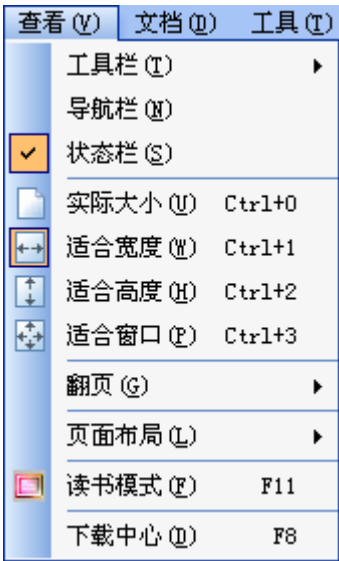 查看(V) 文档(D) 工具(T)
工具栏(T)
导航栏(N)
状态栏(S)
实际大小(U) Ctrl+0
适合宽度(W) Ctrl+1
适合高度(H) Ctrl+2
适合窗口(P) Ctrl+3
翻页(G)
页面布局(L)
读书模式(F) F11
下载中心(D) F8